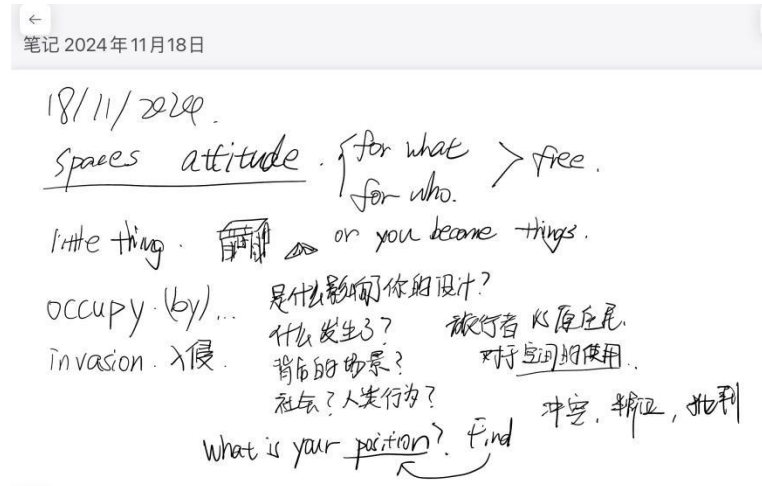 笔记 2024年11月18日
18/11/2024.
spaces attitude. for what
for who.
free.
little thing. or you become things.
occupy.(by)... 是什么影响了你的设计?
什么发生了? 旅行者 VS 原住民.
invasion. 入侵. 背后的场景? 对于空间的使用..
社会? 人类行为?
冲突, 辩证, 批判
What is your position? Find